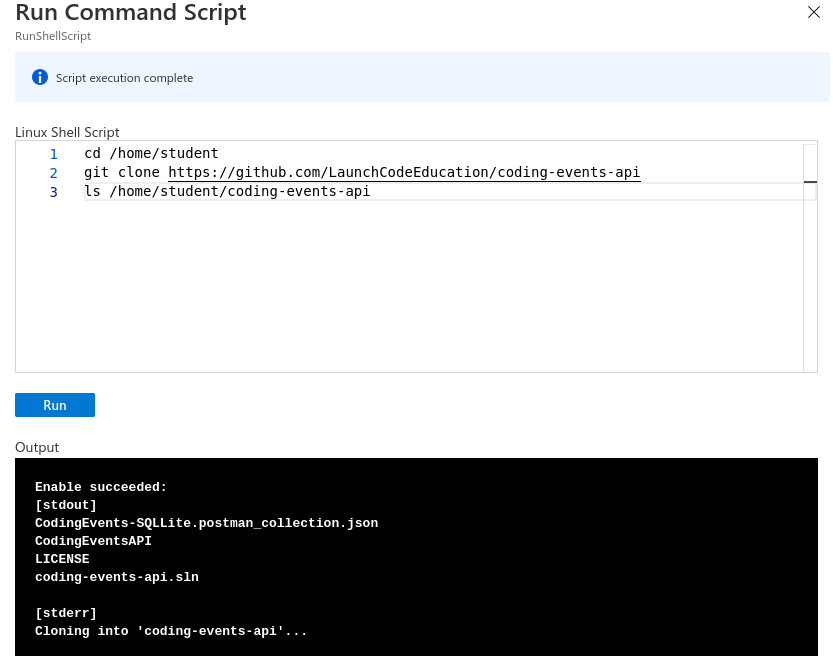 Run Command Script
RunShellScript
Script execution complete
Linux Shell Script
1 cd /home/student
2 git clone https://github.com/LaunchCodeEducation/coding-events-api
3 ls /home/student/coding-events-api
Run
Output
Enable succeeded:
[stdout]
CodingEvents-SQLLite.postman_collection.json
CodingEventsAPI
LICENSE
coding-events-api.sln
[stderr]
Cloning into 'coding-events-api'...